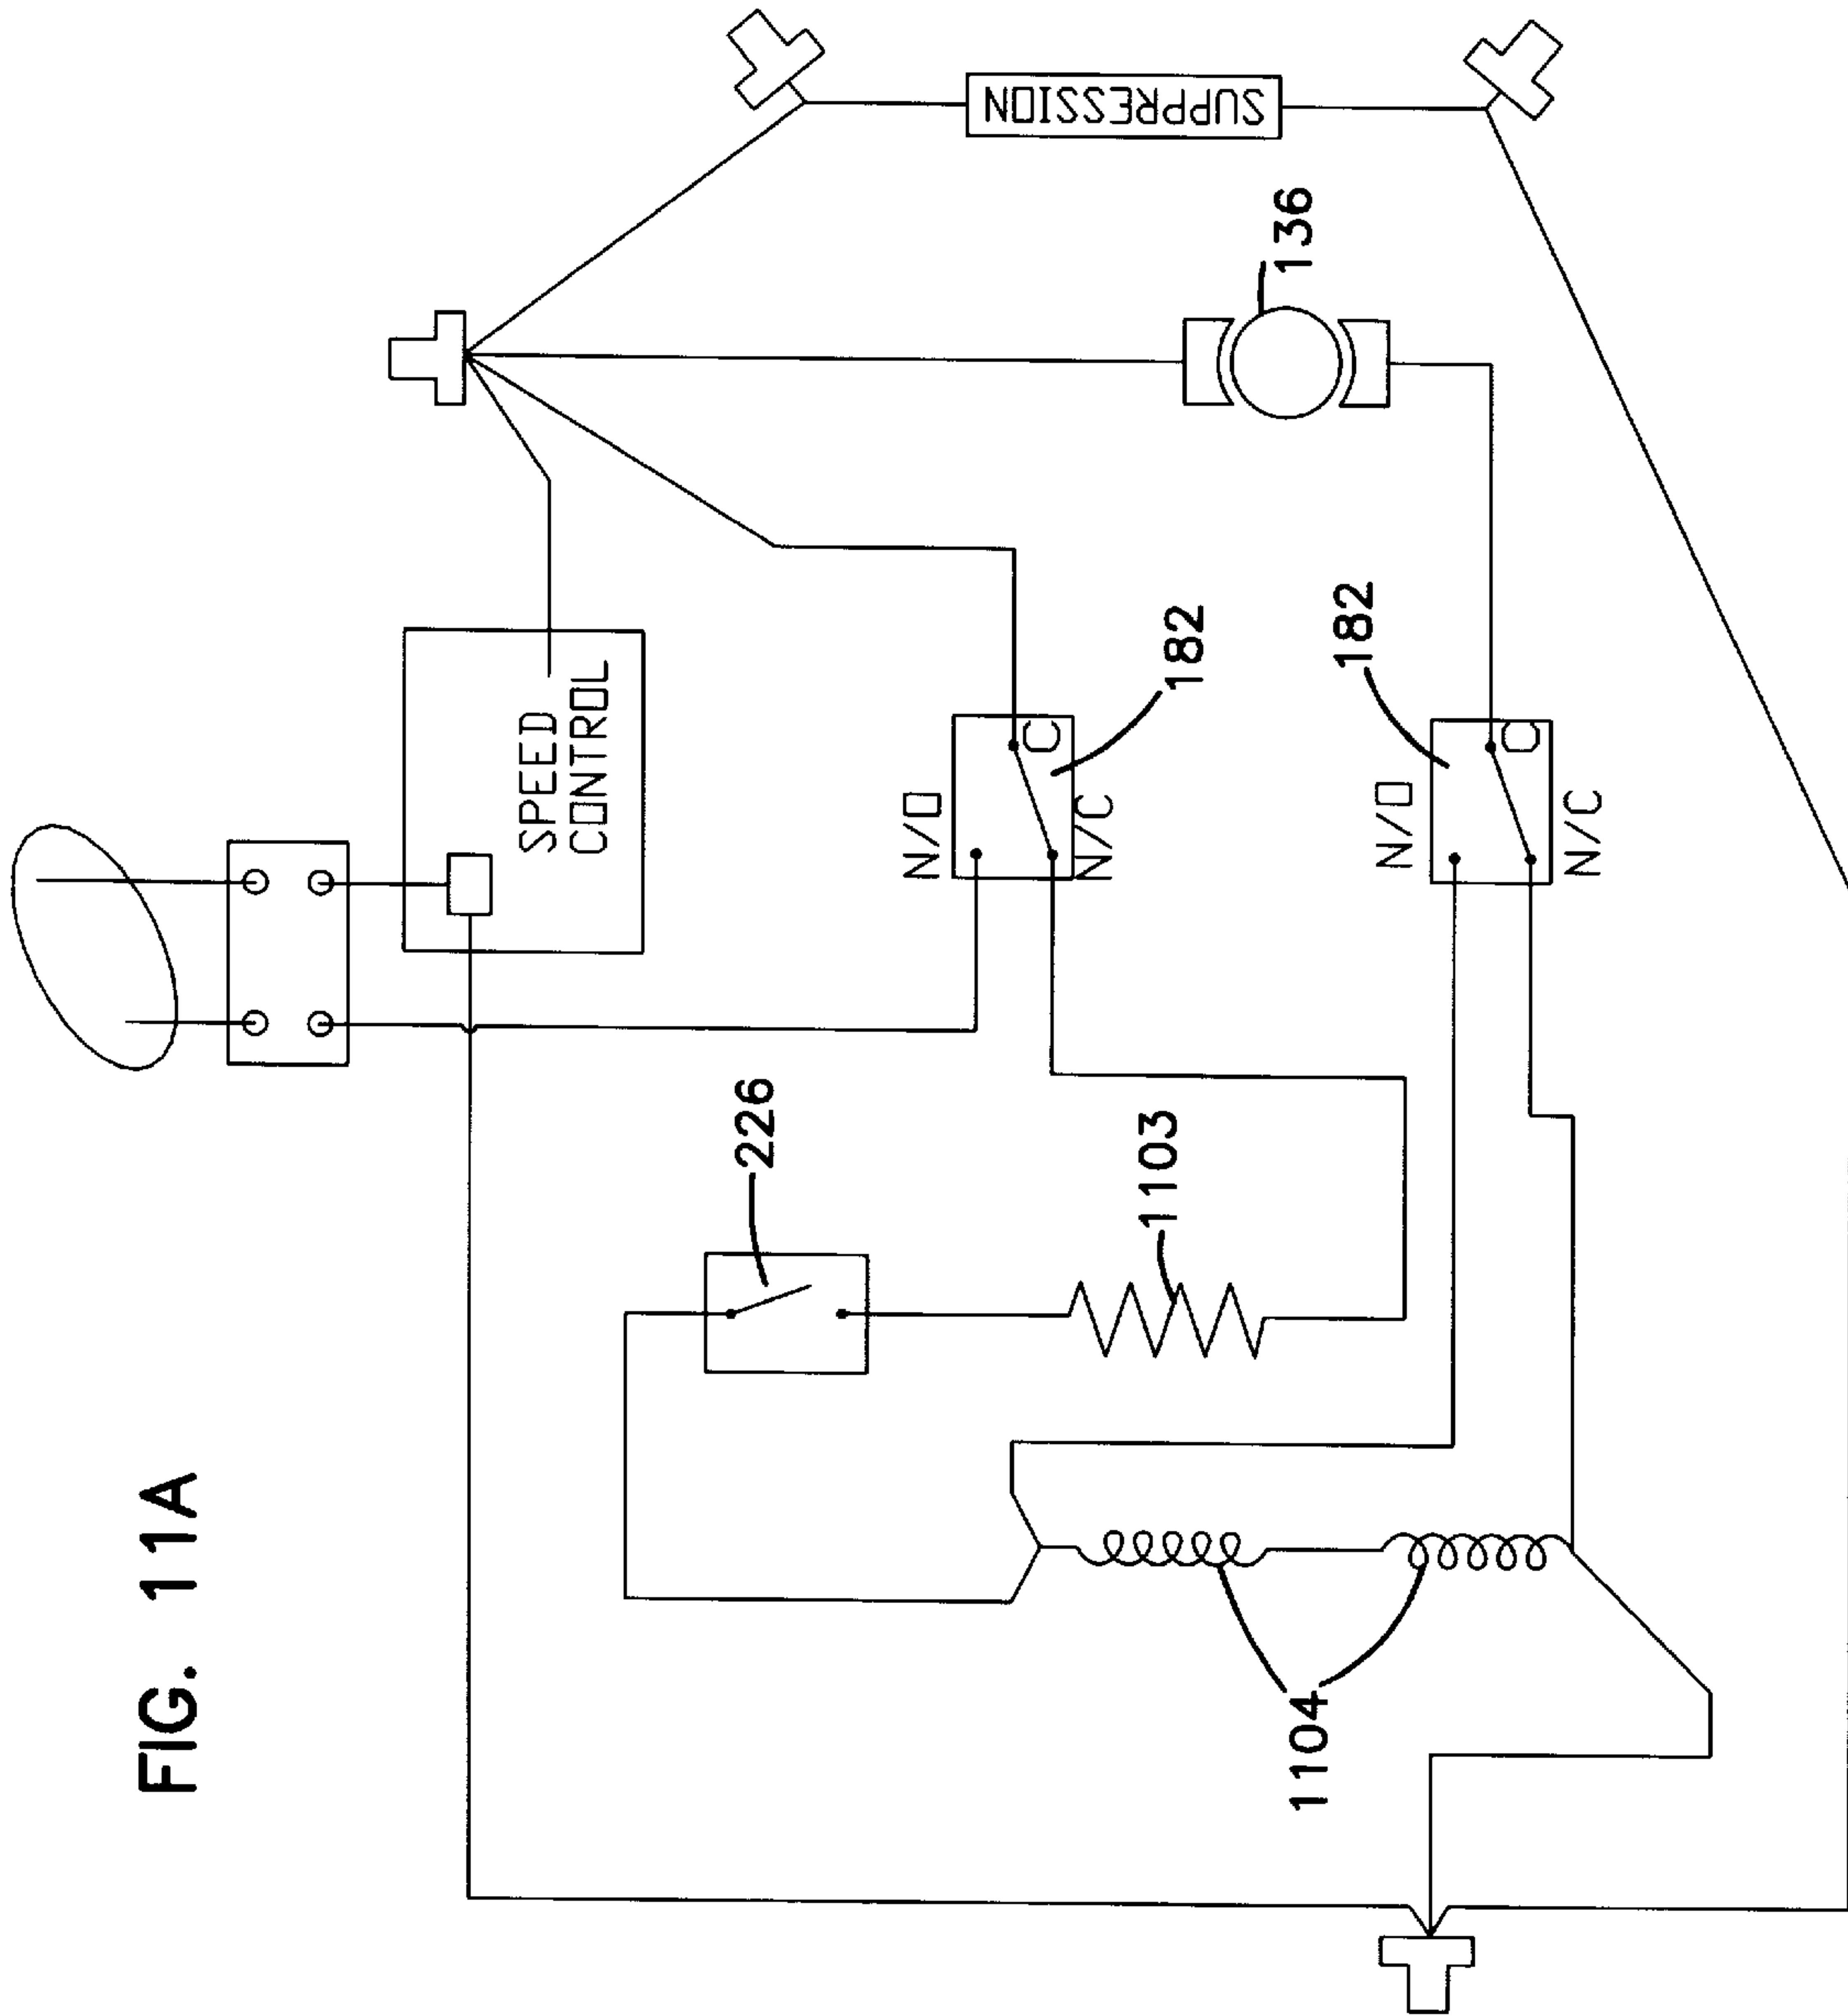 FIG. 11A
SPEED
CONTROL
SUPPRESSION
136
N/O
C
N/C
182
182
N/O
C
N/C
226
1103
1104